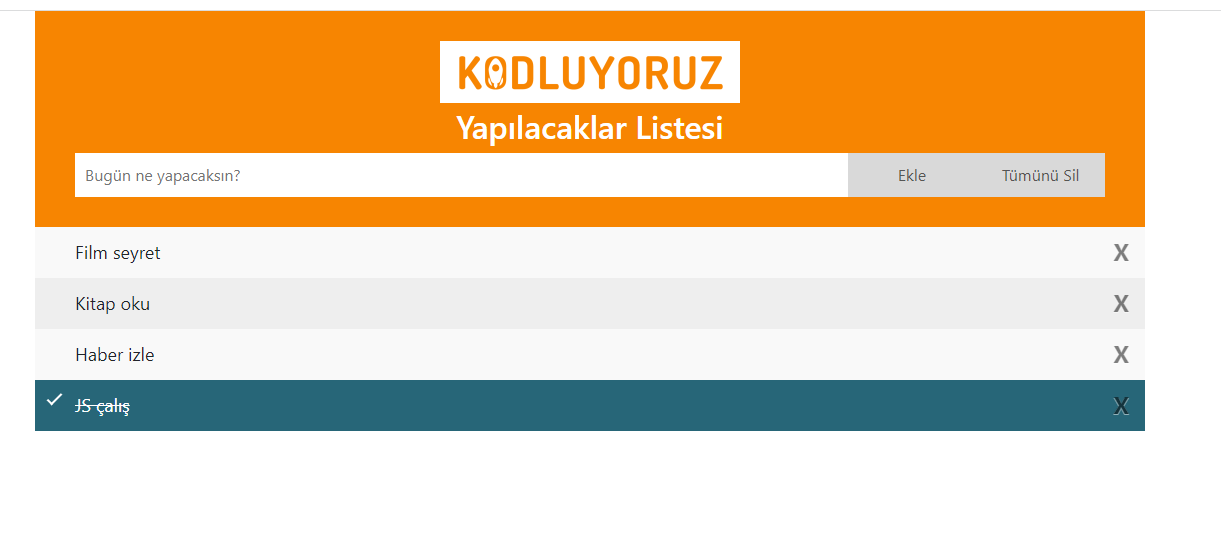 KODLUYORUZ
Yapılacaklar Listesi
Bugün ne yapacaksın? Ekle Tümünü Sil
Film seyret X
Kitap oku X
Haber izle X
JS çalış X